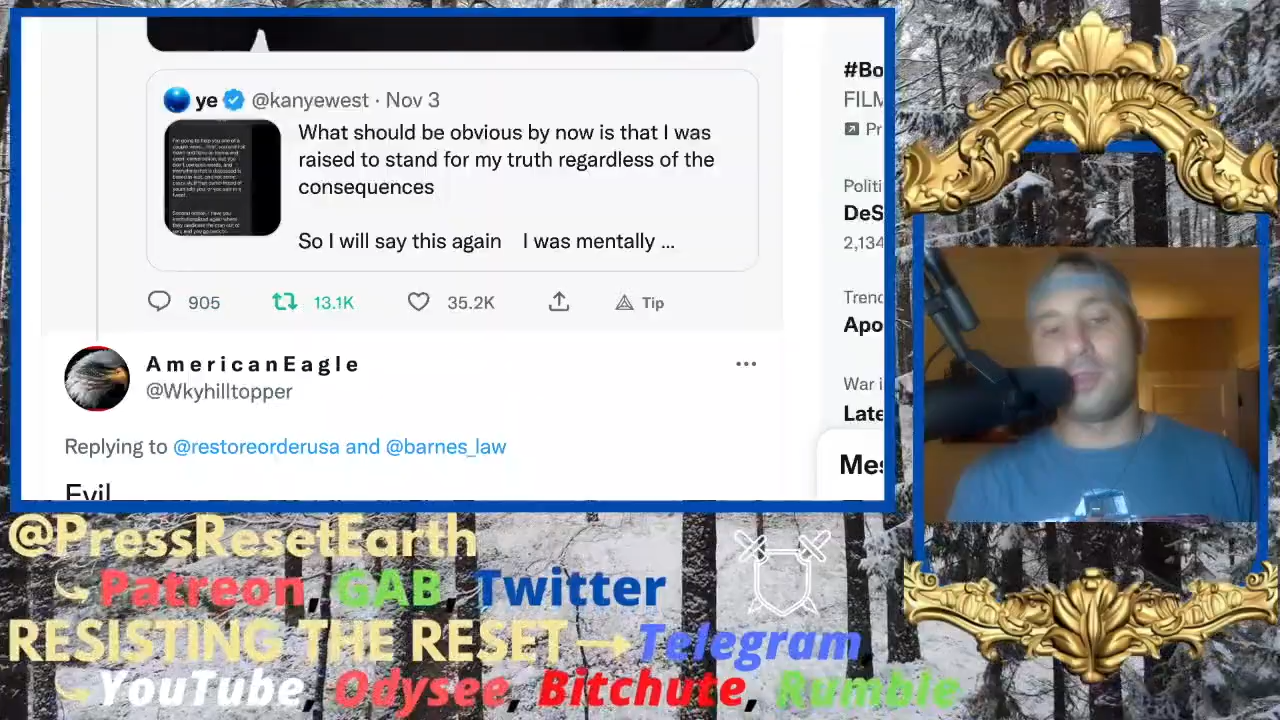 ye @kanyewest · Nov 3
What should be obvious by now is that I was
raised to stand for my truth regardless of the
consequences
So I will say this again I was mentally ...
905 13.1K 35.2K Tip
AmericanEagle
@Wkyhilltopper
Replying to @restoreorderusa and @barnes_law
Evil
#Bo
FILM
Pr
Politi
DeS
2,134
Trend
Apo
War i
Late
Mes
@PressResetEarth
Patreon, GAB, Twitter
RESISTING THE RESET → Telegram
YouTube, Odysee, Bitchute, Rumble